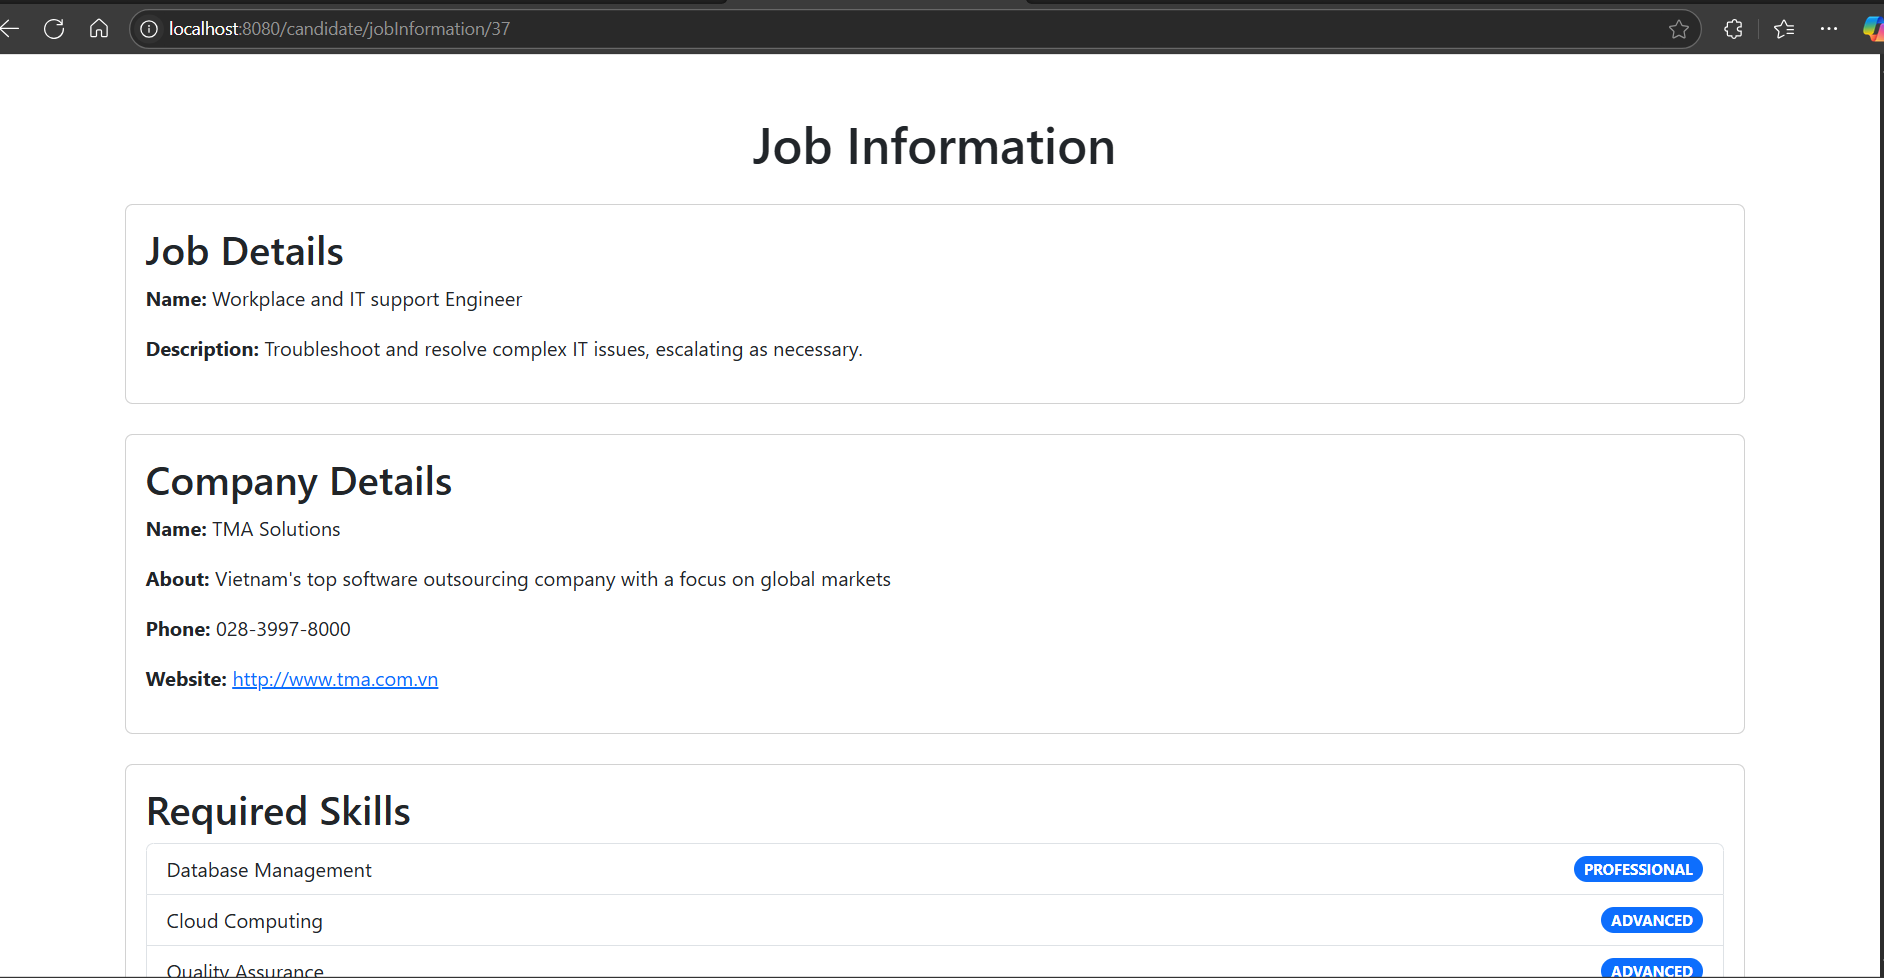 localhost:8080/candidate/jobInformation/37
Job Information
Job Details
Name: Workplace and IT support Engineer
Description: Troubleshoot and resolve complex IT issues, escalating as necessary.
Company Details
Name: TMA Solutions
About: Vietnam's top software outsourcing company with a focus on global markets
Phone: 028-3997-8000
Website: http://www.tma.com.vn
Required Skills
Database Management PROFESSIONAL
Cloud Computing ADVANCED
Quality Assurance ADVANCED